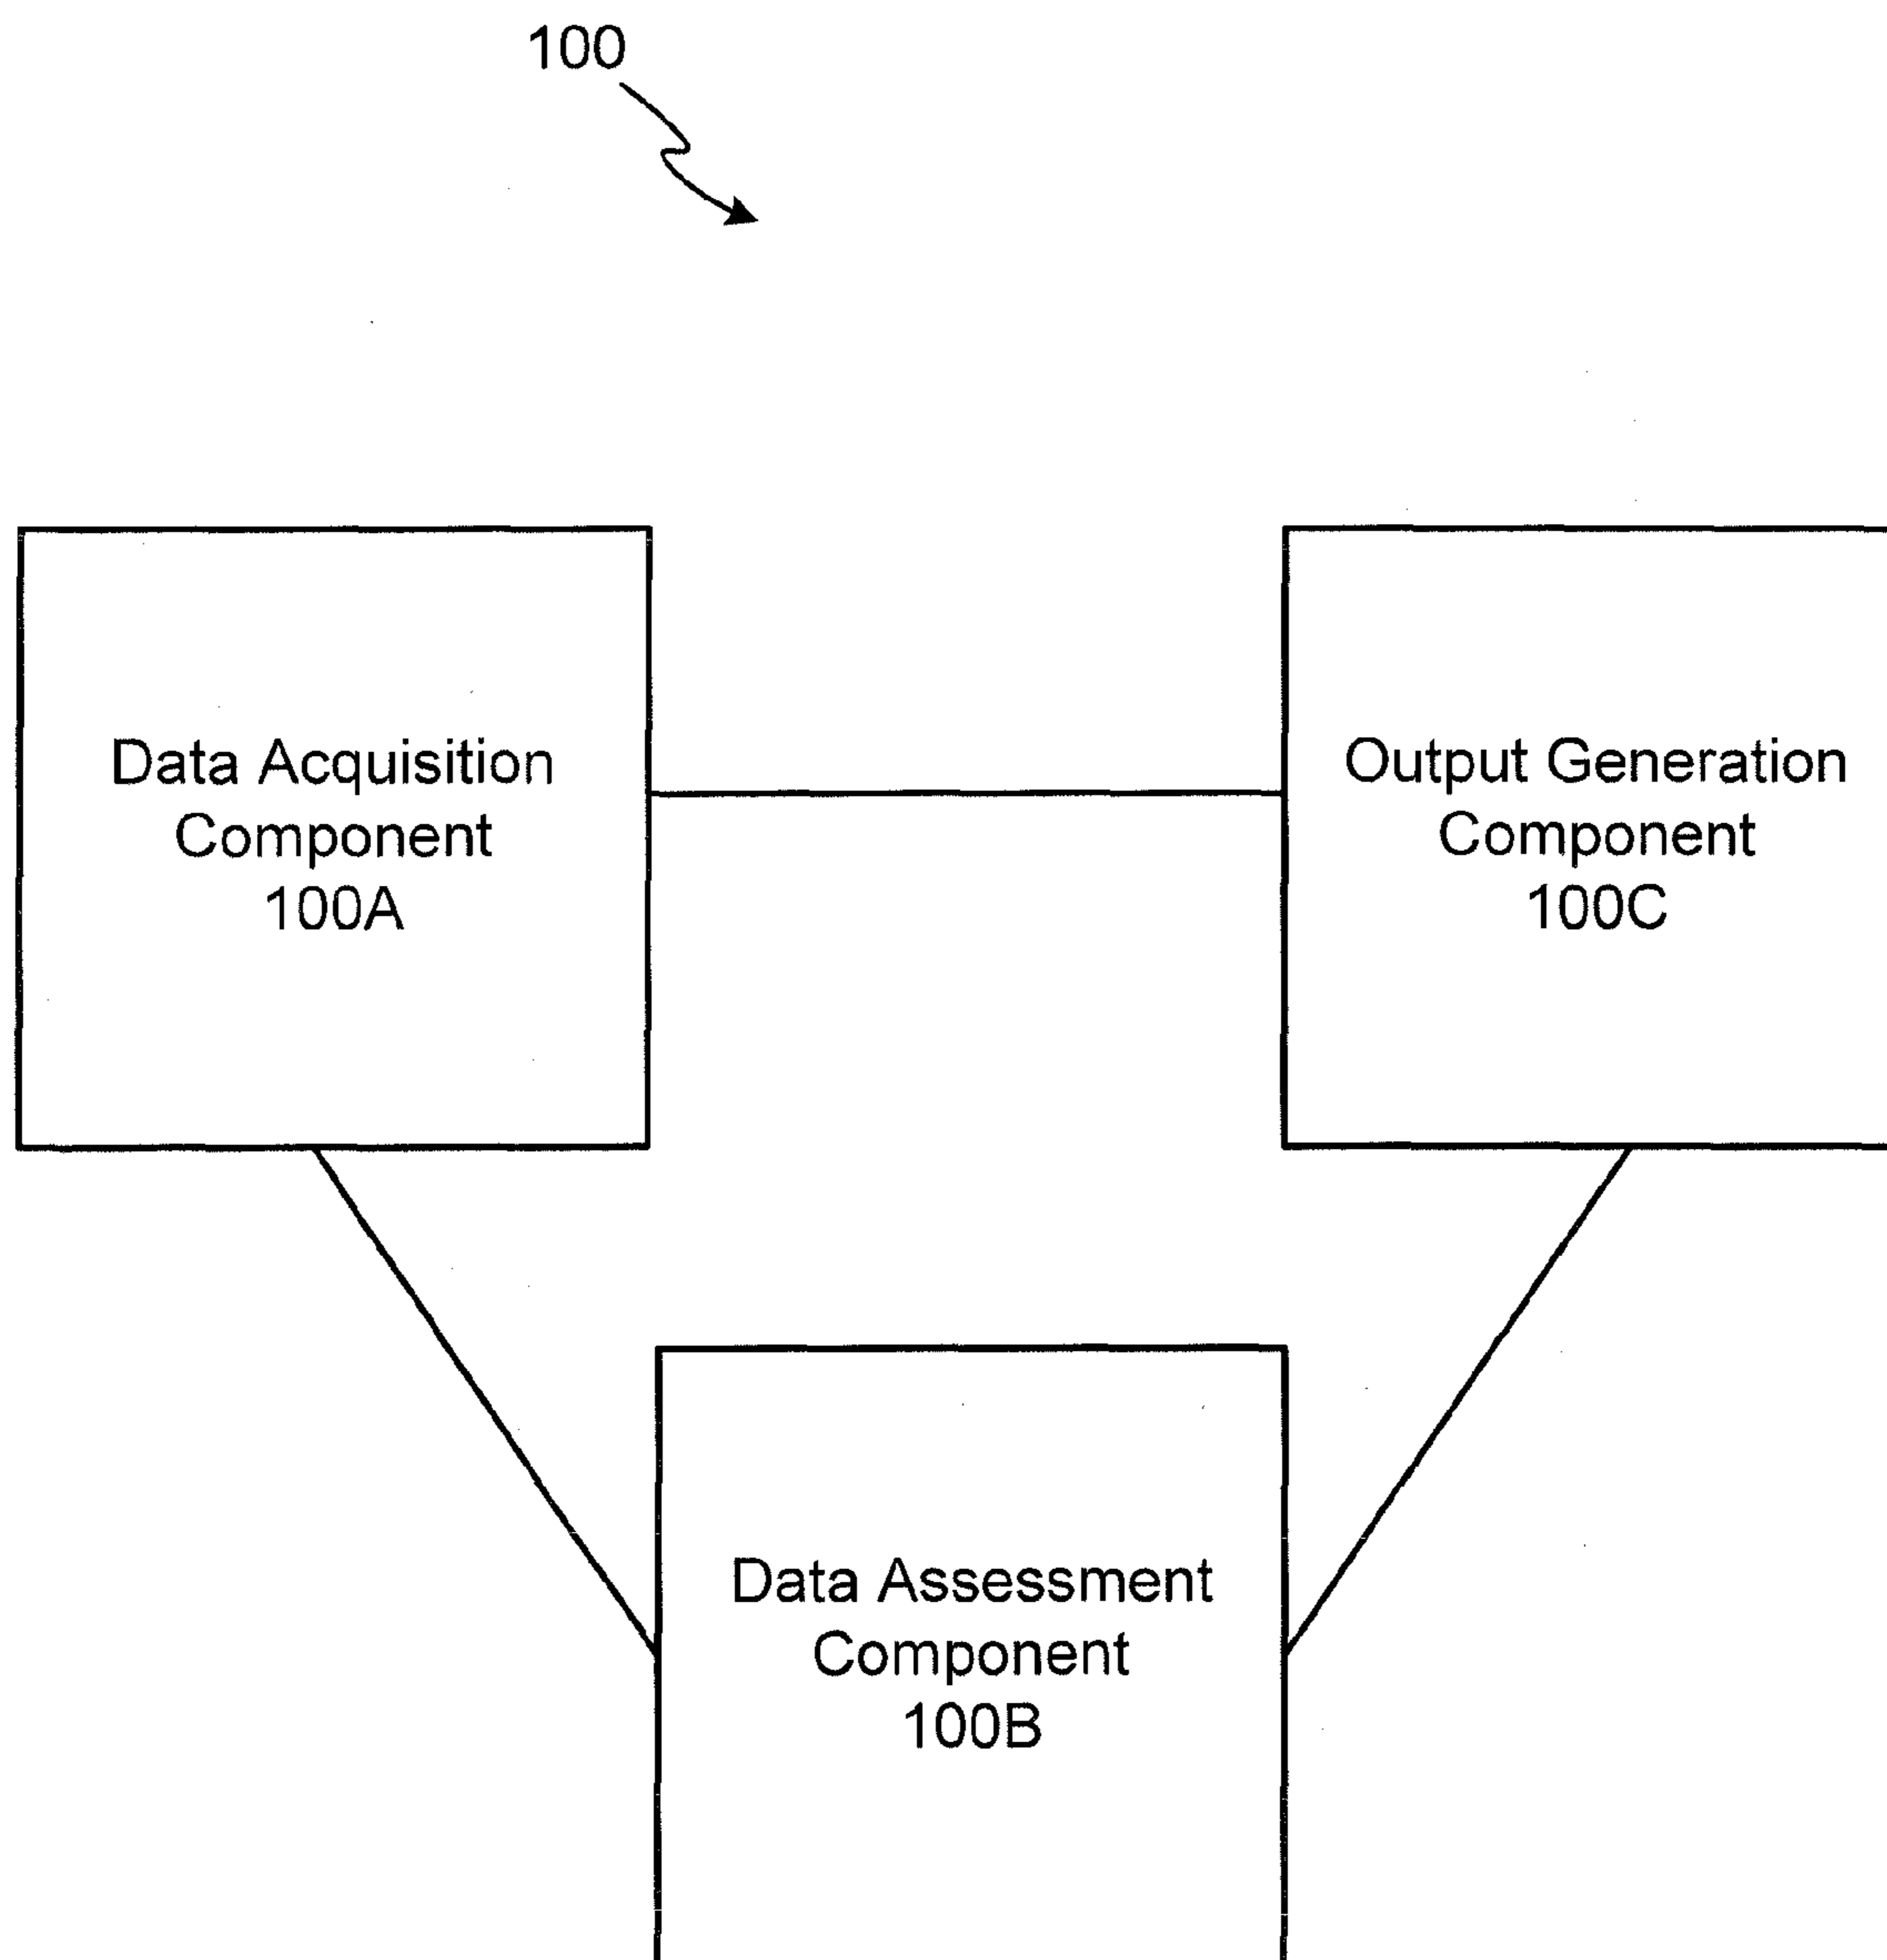 100
Data Acquisition
Component
100A
Output Generation
Component
100C
Data Assessment
Component
100B